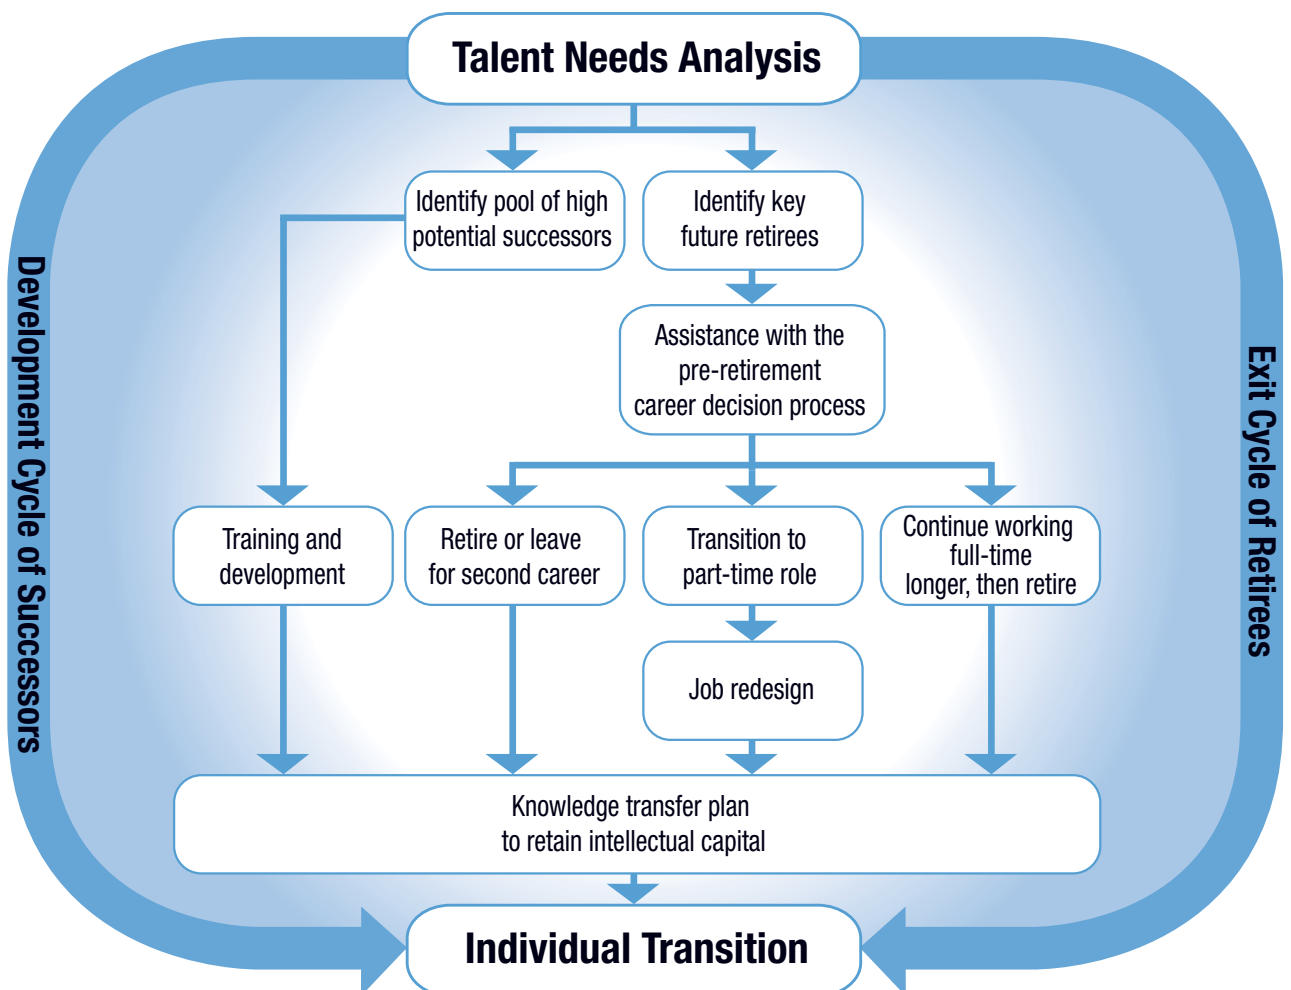 Talent Needs Analysis
Identify pool of high
potential successors
Identify key
future retirees
Assistance with the
pre-retirement
career decision process
Development Cycle of Successors
Exit Cycle of Retirees
Training and
development
Retire or leave
for second career
Transition to
part-time role
Continue working
full-time
longer, then retire
Job redesign
Knowledge transfer plan
to retain intellectual capital
Individual Transition